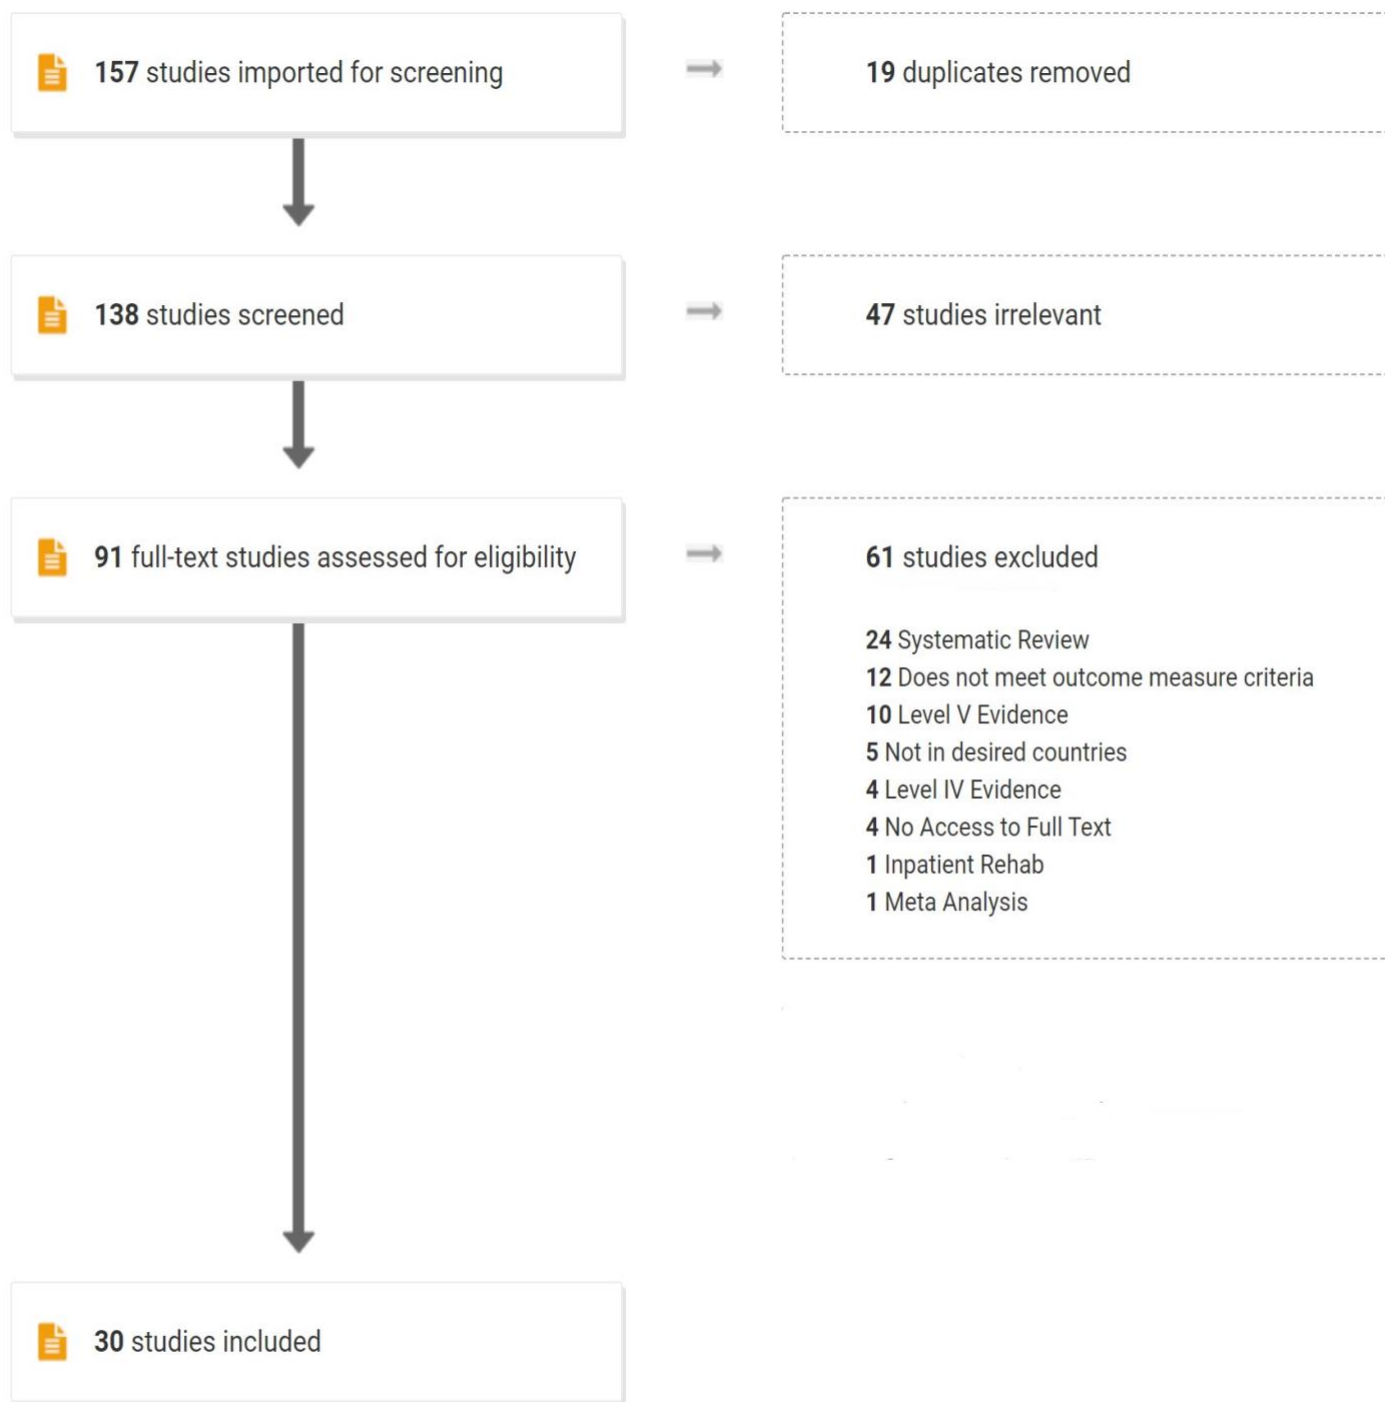 157 studies imported for screening
19 duplicates removed
138 studies screened
47 studies irrelevant
91 full-text studies assessed for eligibility
61 studies excluded
24 Systematic Review
12 Does not meet outcome measure criteria
10 Level V Evidence
5 Not in desired countries
4 Level IV Evidence
4 No Access to Full Text
1 Inpatient Rehab
1 Meta Analysis
30 studies included